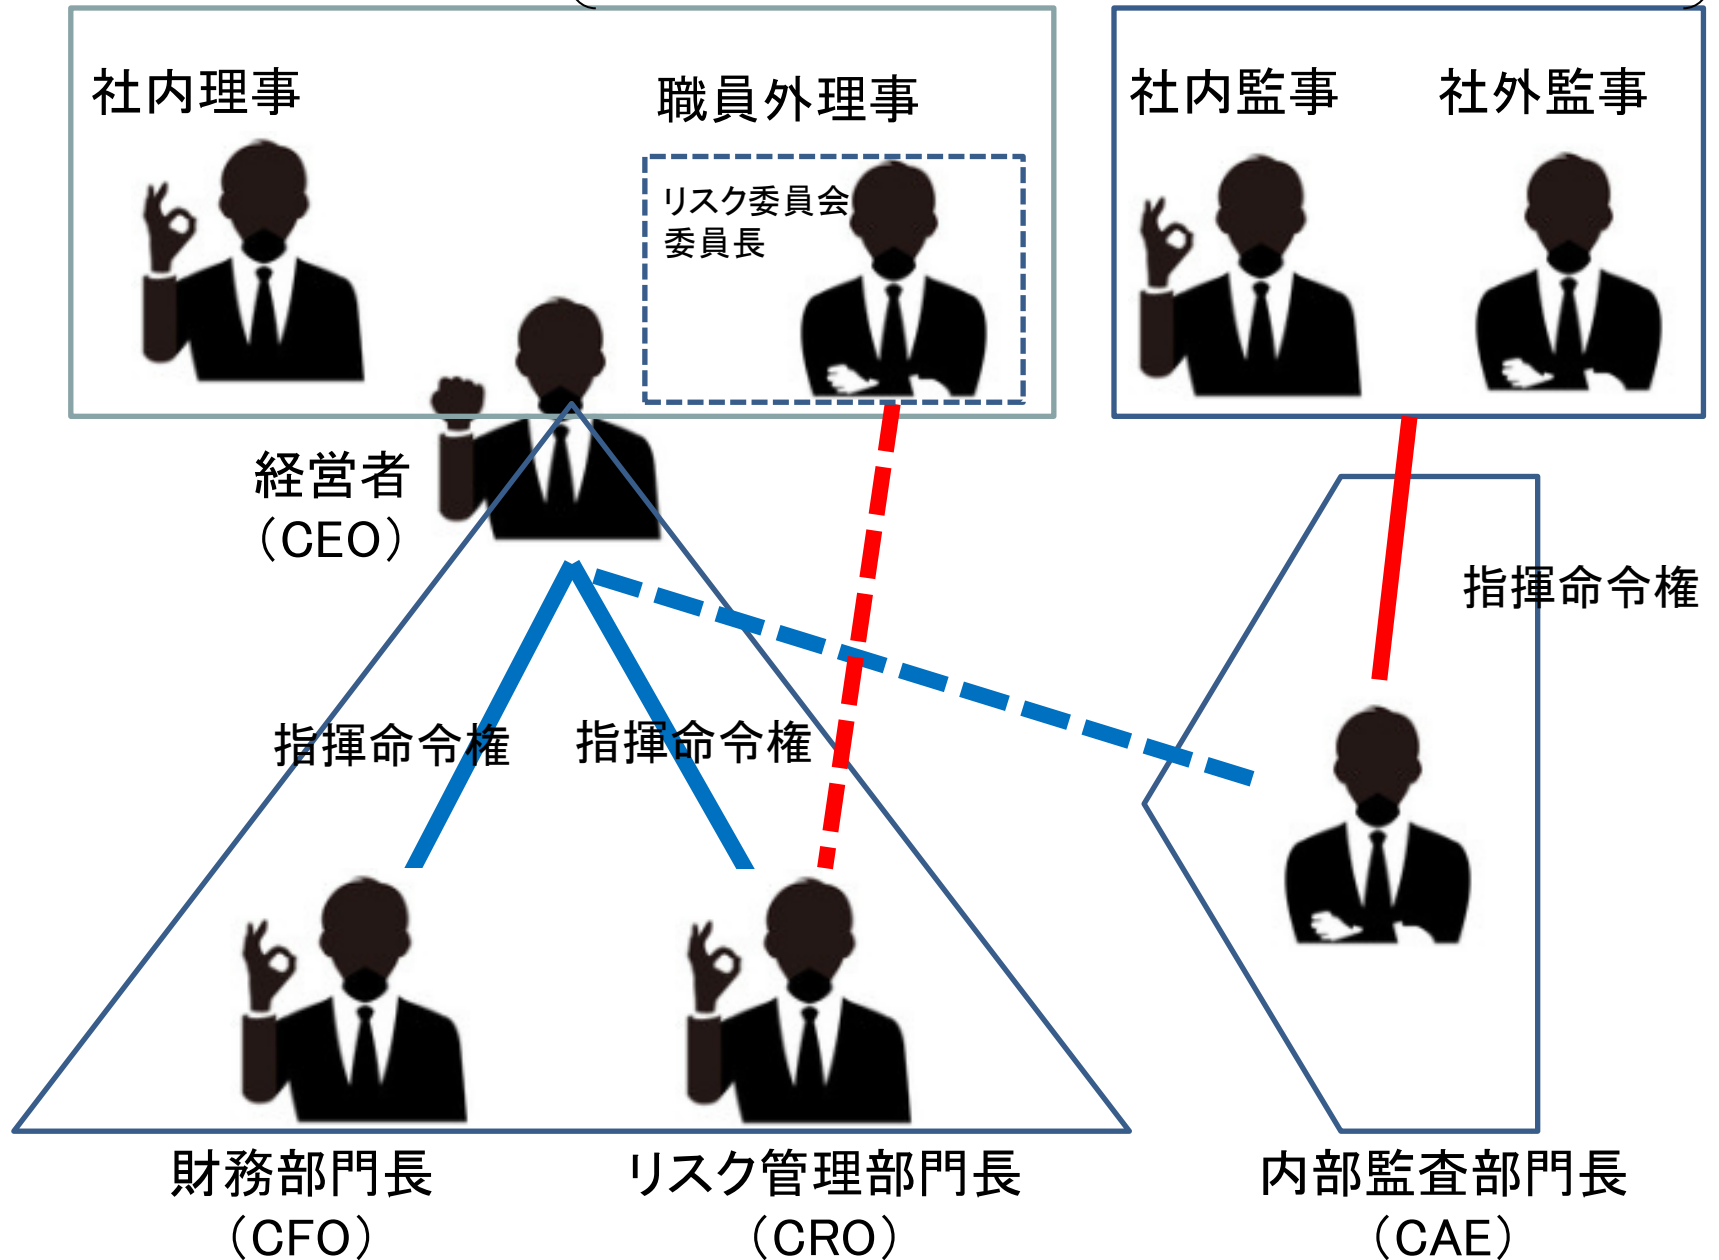 社内理事
職員外理事
社内監事
社外監事
リスク委員会
委員長
経営者
（CEO）
指揮命令権
指揮命令権
指揮命令権
財務部門長
（CFO）
リスク管理部門長
（CRO）
内部監査部門長
（CAE）